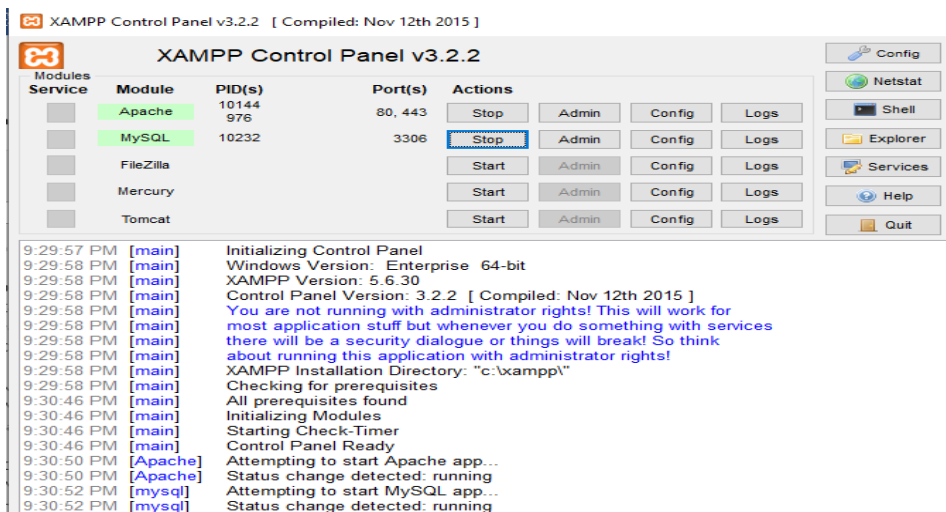 XAMPP Control Panel v3.2.2 [ Compiled: Nov 12th 2015 ]
XAMPP Control Panel v3.2.2
Config
Modules
Service Module PID(s) Port(s) Actions
Netstat
Apache 10144 976 80, 443 Stop Admin Config Logs
Shell
MySQL 10232 3306 Stop Admin Config Logs
Explorer
FileZilla Start Admin Config Logs
Services
Mercury Start Admin Config Logs
Help
Tomcat Start Admin Config Logs
Quit
9:29:57 PM [main] Initializing Control Panel
9:29:58 PM [main] Windows Version: Enterprise 64-bit
9:29:58 PM [main] XAMPP Version: 5.6.30
9:29:58 PM [main] Control Panel Version: 3.2.2 [ Compiled: Nov 12th 2015 ]
9:29:58 PM [main] You are not running with administrator rights! This will work for
9:29:58 PM [main] most application stuff but whenever you do something with services
9:29:58 PM [main] there will be a security dialogue or things will break! So think
9:29:58 PM [main] about running this application with administrator rights!
9:29:58 PM [main] XAMPP Installation Directory: "c:\xampp\"
9:29:58 PM [main] Checking for prerequisites
9:30:46 PM [main] All prerequisites found
9:30:46 PM [main] Initializing Modules
9:30:46 PM [main] Starting Check-Timer
9:30:46 PM [main] Control Panel Ready
9:30:50 PM [Apache] Attempting to start Apache app...
9:30:50 PM [Apache] Status change detected: running
9:30:52 PM [mysql] Attempting to start MySQL app...
9:30:52 PM [mysql] Status change detected: running